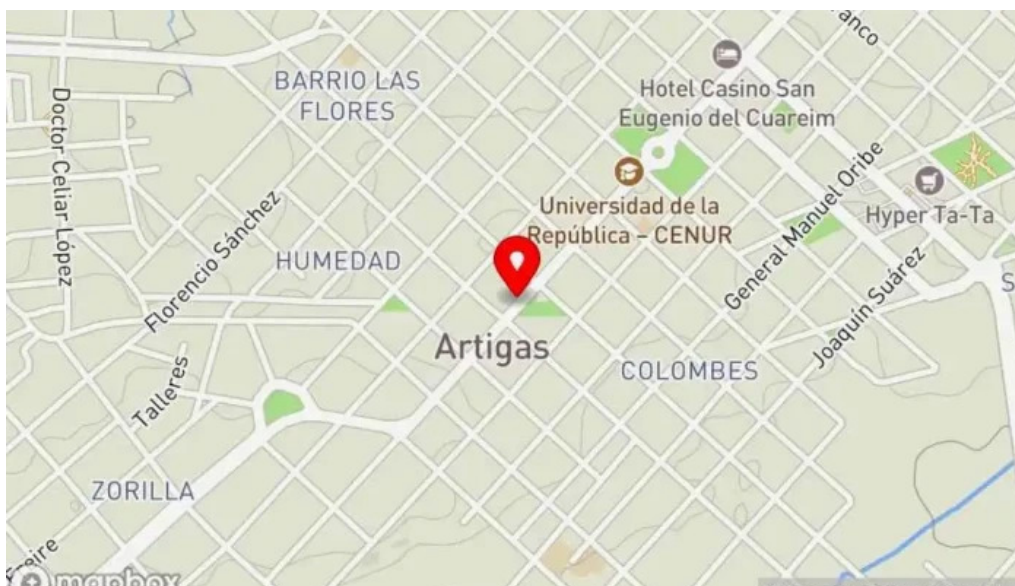 anco
BARRIO LAS
FLORES
Hotel Casino San
Eugenio del Cuareim
Doctor Celiar López
Universidad de la
República – CENUR
General Manuel Oribe
Hyper Ta-Ta
Florencio Sánchez
HUMEDAD
S
Joaquín Suárez
Artigas
COLOMBES
Talleres
ZORILLA
Freire
mapbox